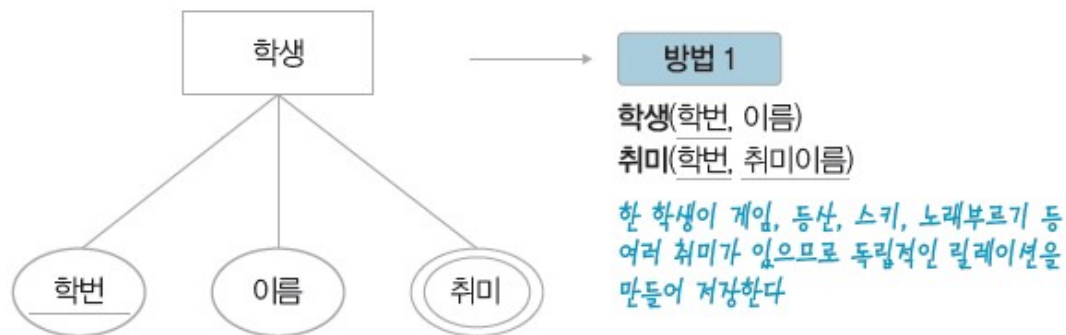 학생
방법 1
학생(학번, 이름)
취미(학번, 취미이름)
한 학생이 게임, 등산, 스키, 노래부르기 등
여러 취미가 있으므로 독립적인 릴레이션을
만들어 저장한다
학번
이름
취미